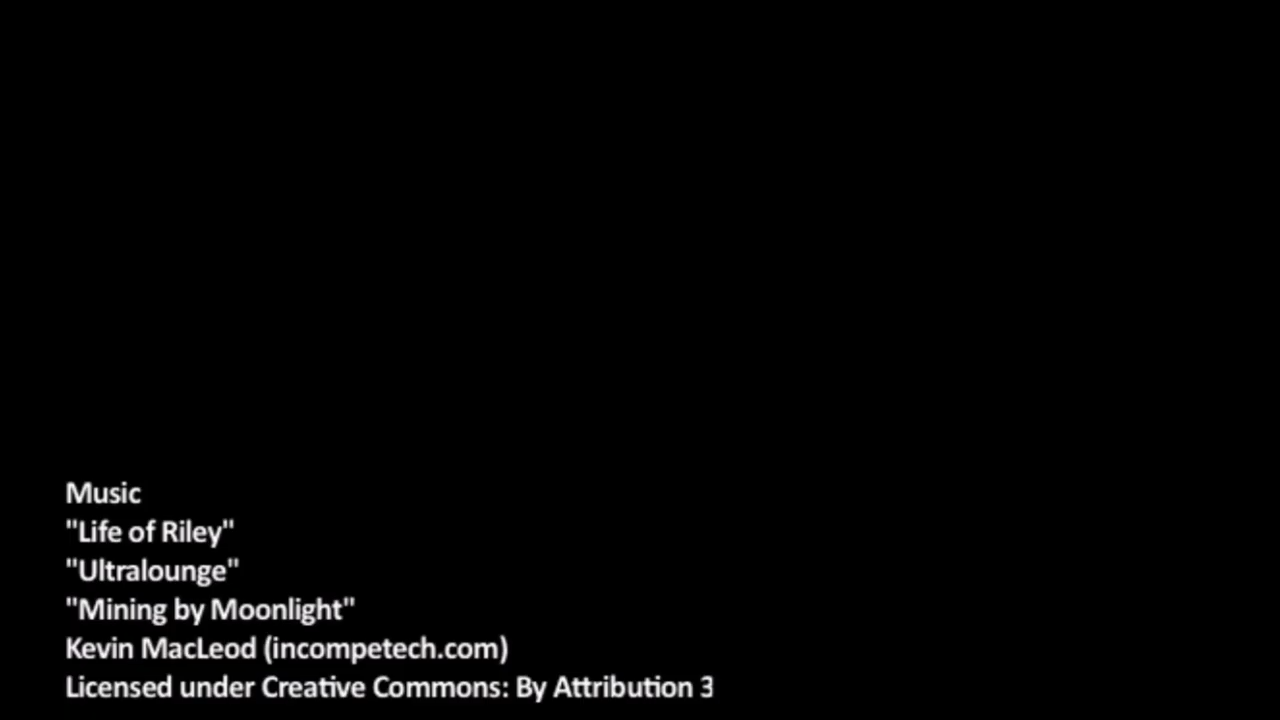 Music
"Life of Riley"
"Ultralounge"
"Mining by Moonlight"
Kevin MacLeod (incompetech.com)
Licensed under Creative Commons: By Attribution 3